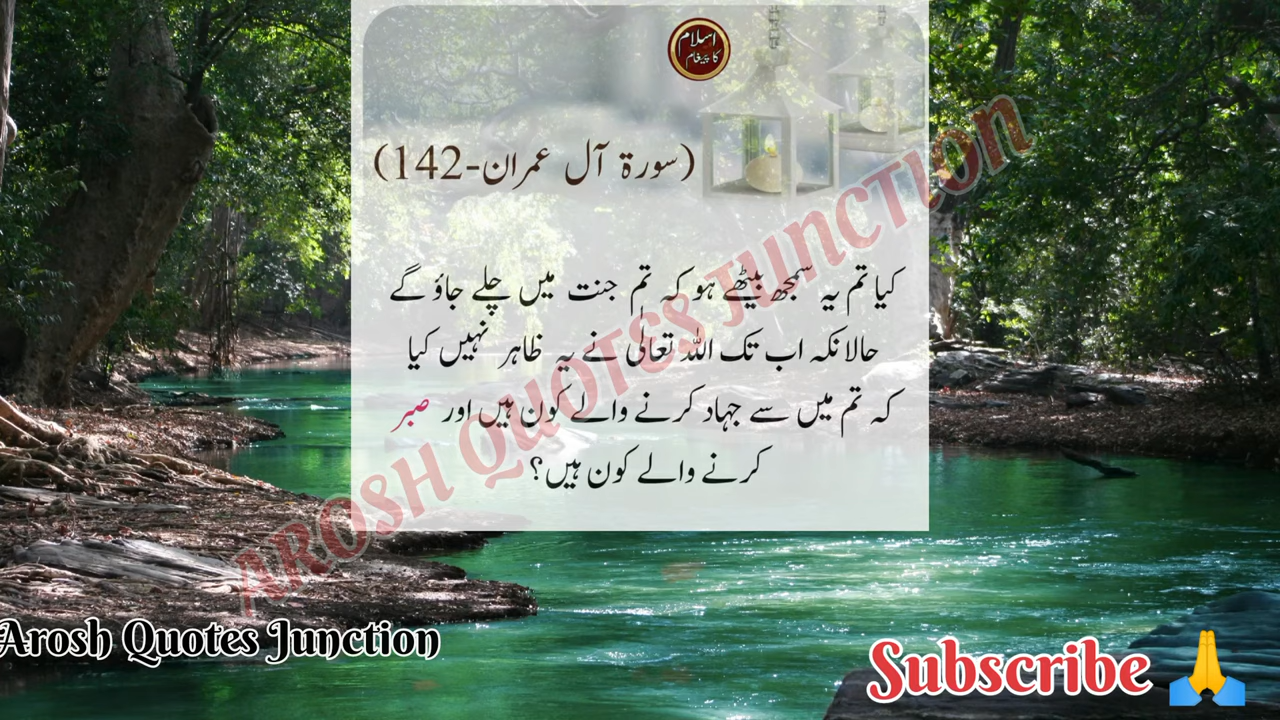 اسلام
کا پیغام
(سورۃ آل عمران-142)
کیا تم یہ سمجھ بیٹھے ہو کہ تم جنت میں چلے جاؤ گے
حالانکہ اب تک اللہ تعالٰی نے یہ ظاہر نہیں کیا
کہ تم میں سے جہاد کرنے والے کون ہیں اور صبر
کرنے والے کون ہیں؟
AROSH QUOTES JUNCTION
Arosh Quotes Junction
Subscribe 🙏